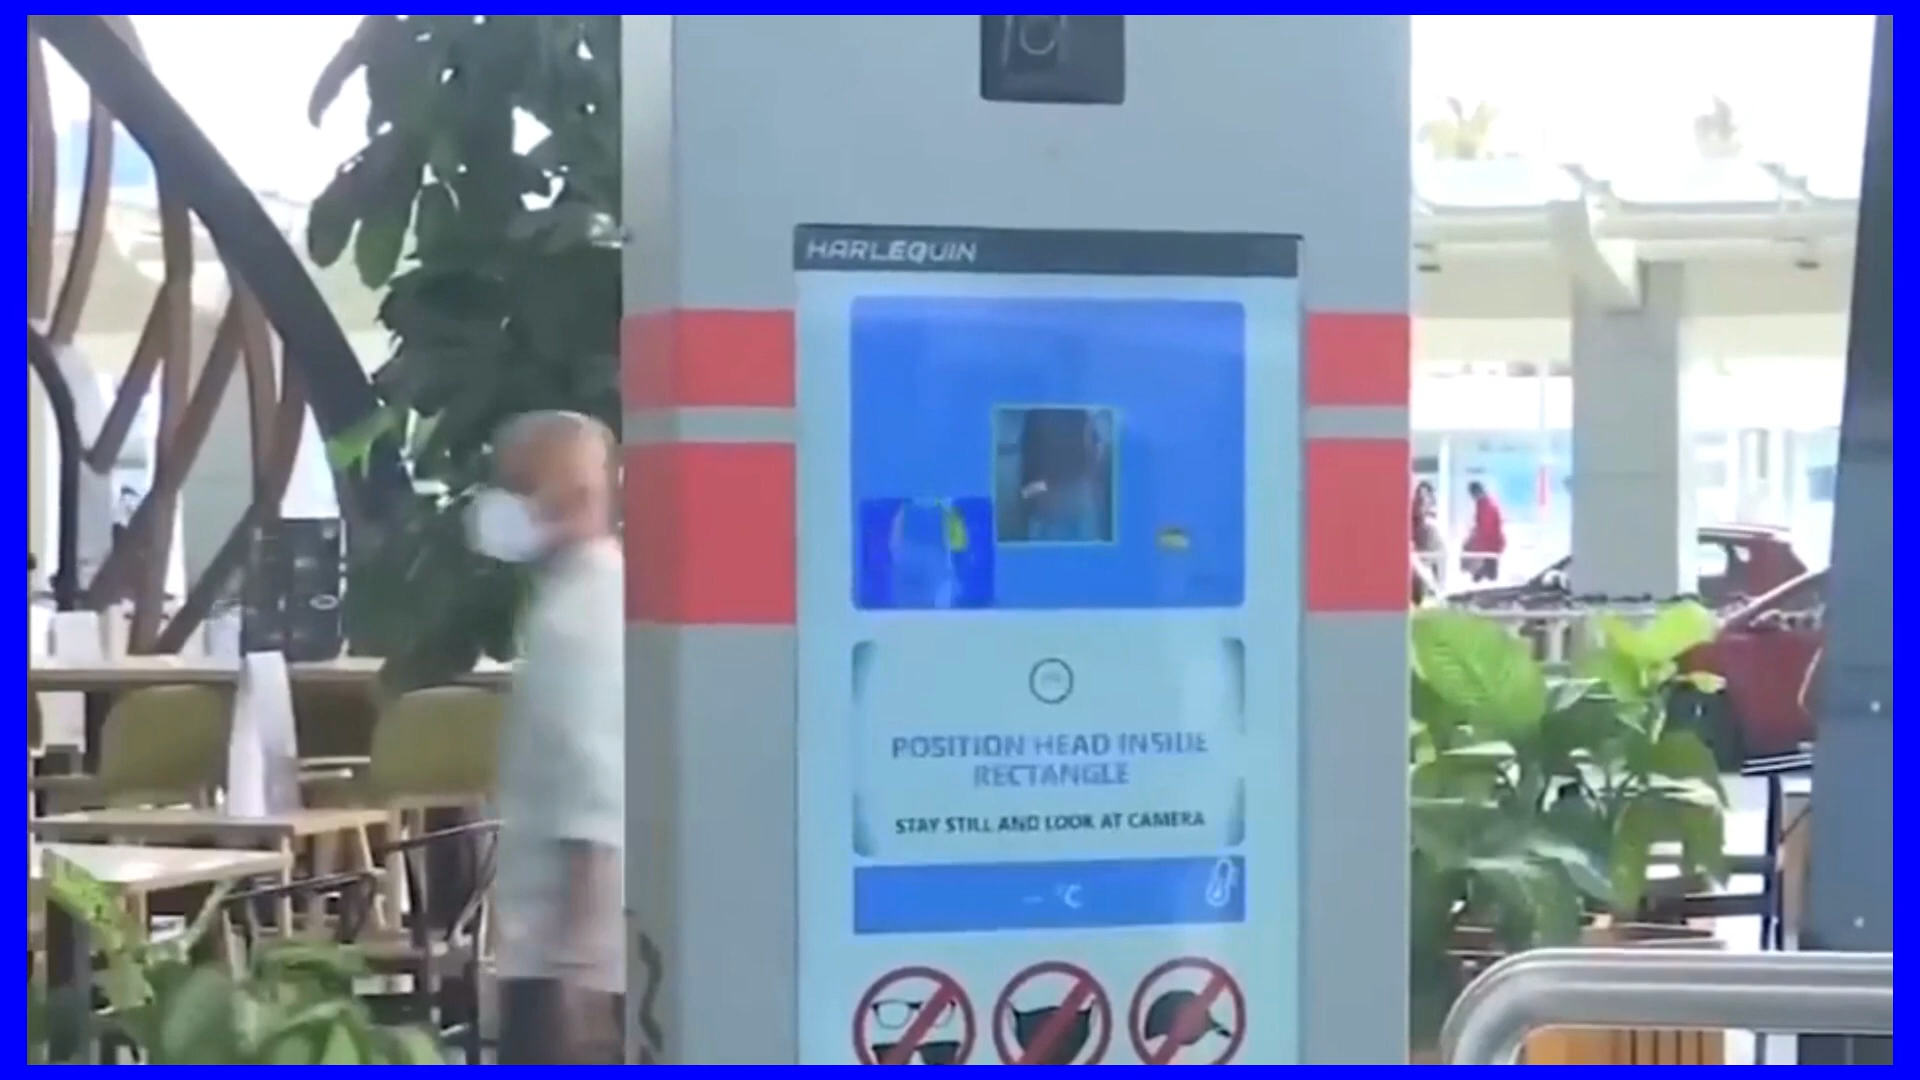 HARLEQUIN
POSITION HEAD INSIDE
RECTANGLE
STAY STILL AND LOOK AT CAMERA
-- °C